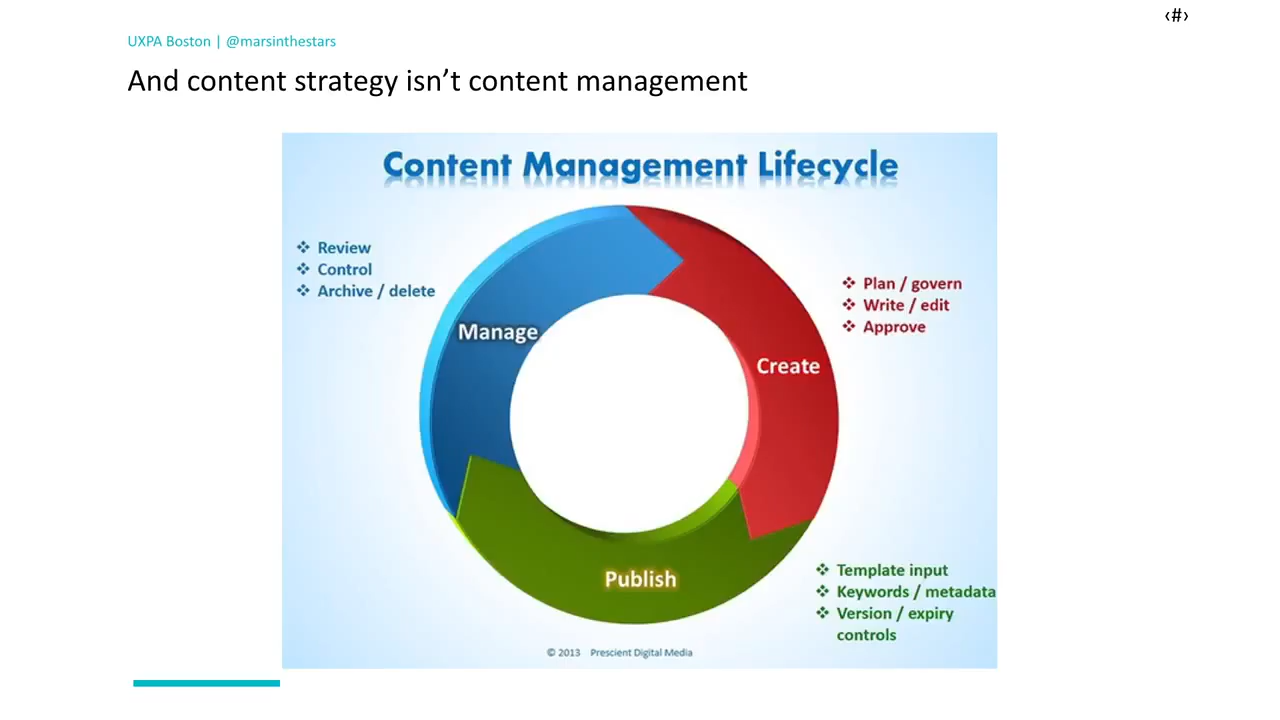 ‹#›
UXPA Boston | @marsinthestars
And content strategy isn’t content management
Content Management Lifecycle
❖ Review
❖ Control
❖ Archive / delete
Manage
❖ Plan / govern
❖ Write / edit
❖ Approve
Create
Publish
❖ Template input
❖ Keywords / metadata
❖ Version / expiry
controls
© 2013 Prescient Digital Media